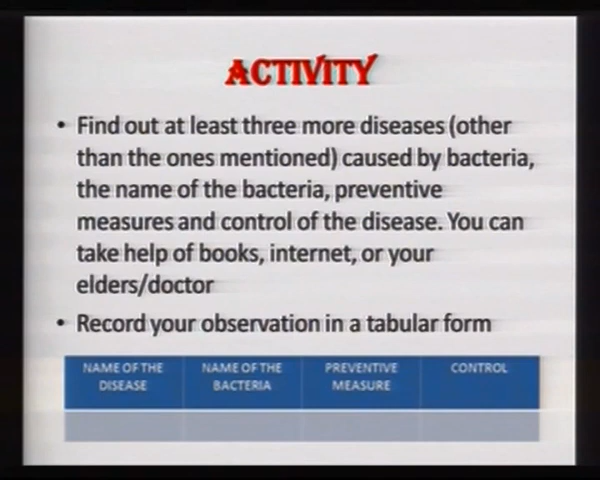 ACTIVITY
• Find out at least three more diseases (other
than the ones mentioned) caused by bacteria,
the name of the bacteria, preventive
measures and control of the disease. You can
take help of books, internet, or your
elders/doctor
• Record your observation in a tabular form
NAME OF THE DISEASE NAME OF THE BACTERIA PREVENTIVE MEASURE CONTROL